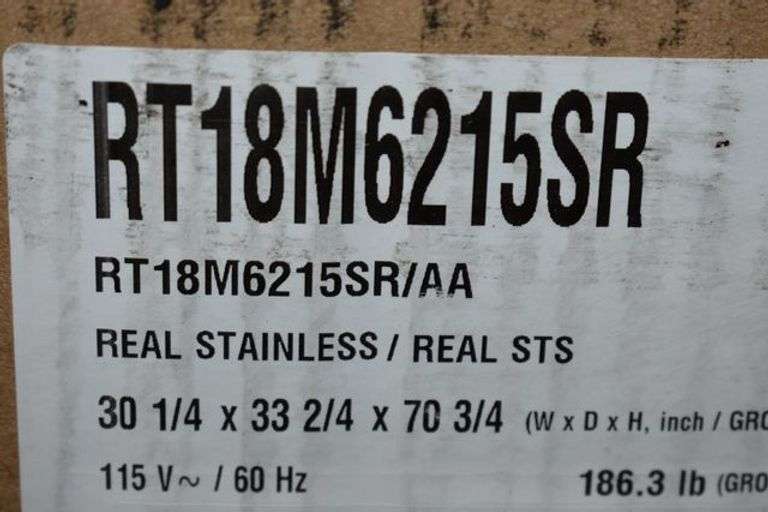 RT18M6215SR
RT18M6215SR/AA
REAL STAINLESS / REAL STS
30 1/4 x 33 2/4 x 70 3/4 (W x D x H, inch / GRO
115 V~ / 60 Hz 186.3 lb (GRO